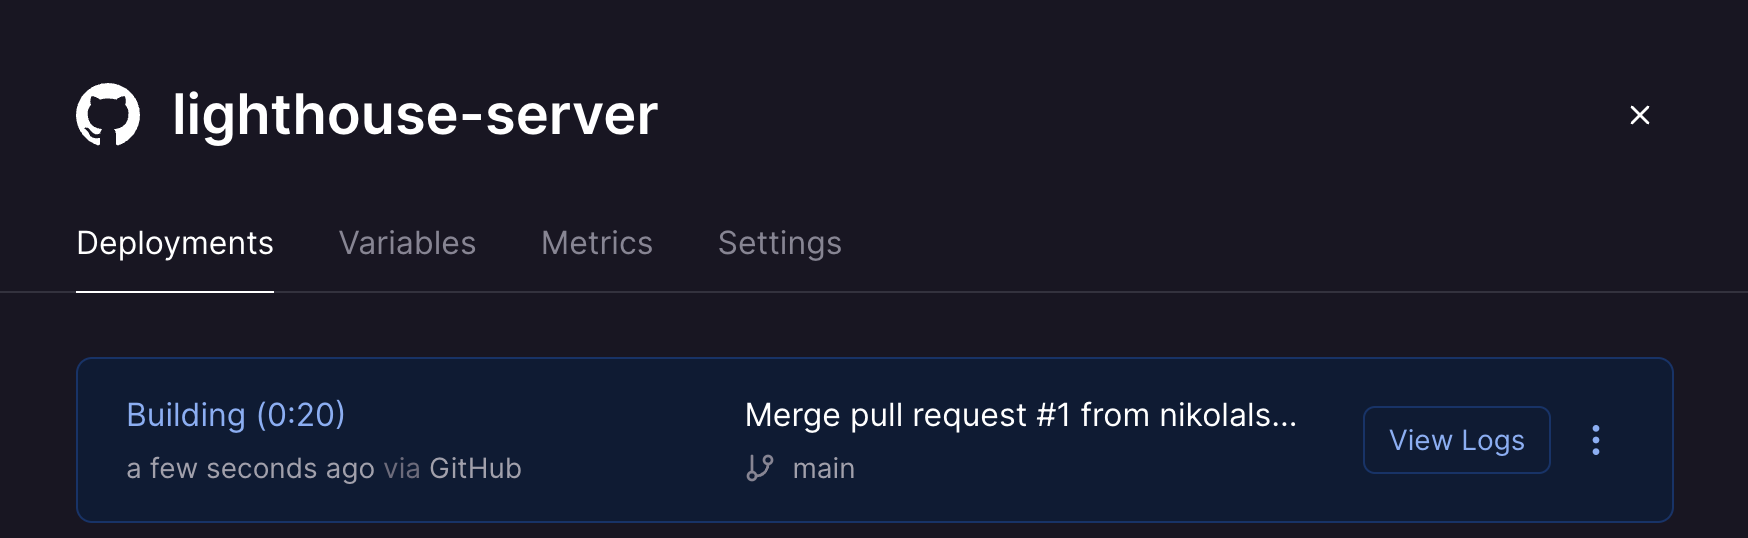 lighthouse-server
Deployments Variables Metrics Settings
Building (0:20)
a few seconds ago via GitHub
Merge pull request #1 from nikolals...
main
View Logs